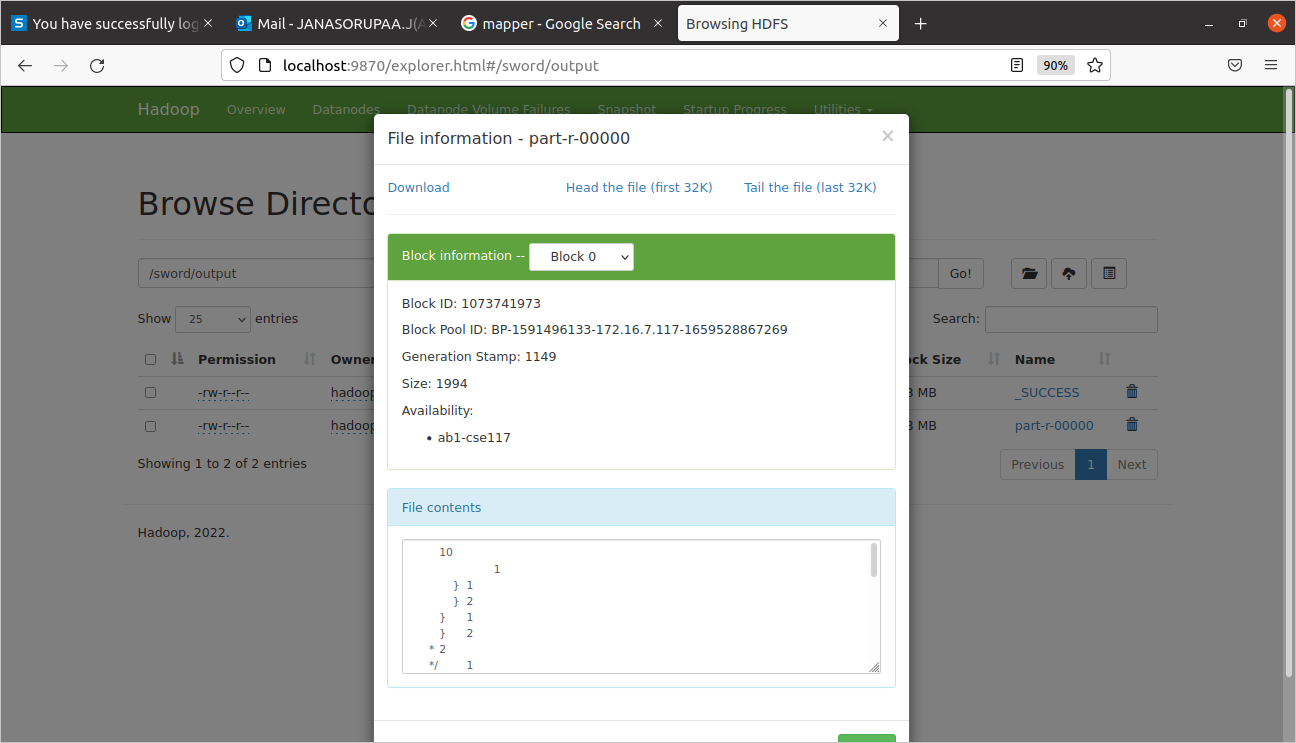 You have successfully log
Mail - JANASORUPAA.J(A
mapper - Google Search
Browsing HDFS
localhost:9870/explorer.html#/sword/output
90%
Hadoop Overview Datanodes Datanode Volume Failures Snapshot Startup Progress Utilities
File information - part-r-00000
Download Head the file (first 32K) Tail the file (last 32K)
Browse Directo
Block information -- Block 0
/sword/output
Go!
Block ID: 1073741973
Show 25 entries
Search:
Block Pool ID: BP-1591496133-172.16.7.117-1659528867269
Generation Stamp: 1149
Permission Owner ock Size Name
Size: 1994
-rw-r--r-- hadoop MB _SUCCESS
Availability:
-rw-r--r-- hadoop MB part-r-00000
• ab1-cse117
Showing 1 to 2 of 2 entries
Previous 1 Next
File contents
Hadoop, 2022.
10
1
} 1
} 2
} 1
} 2
* 2
*/ 1